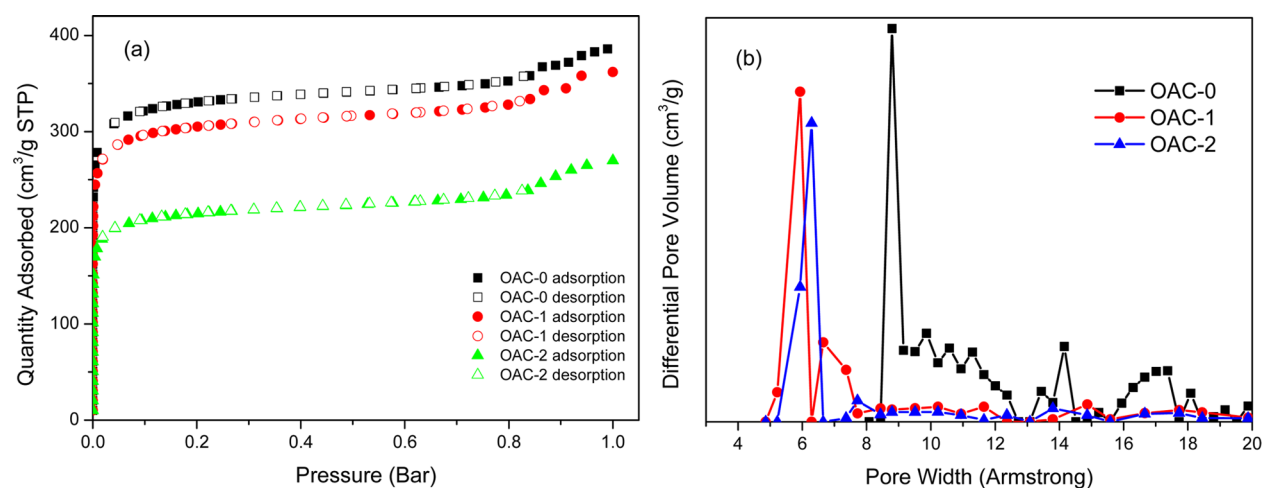 (a)
Quantity Adsorbed (cm³/g STP)
400
300
200
100
0
OAC-0 adsorption
OAC-0 desorption
OAC-1 adsorption
OAC-1 desorption
OAC-2 adsorption
OAC-2 desorption
0.0 0.2 0.4 0.6 0.8 1.0
Pressure (Bar)
(b)
Differential Pore Volume (cm³/g)
OAC-0
OAC-1
OAC-2
4 6 8 10 12 14 16 18 20
Pore Width (Armstrong)